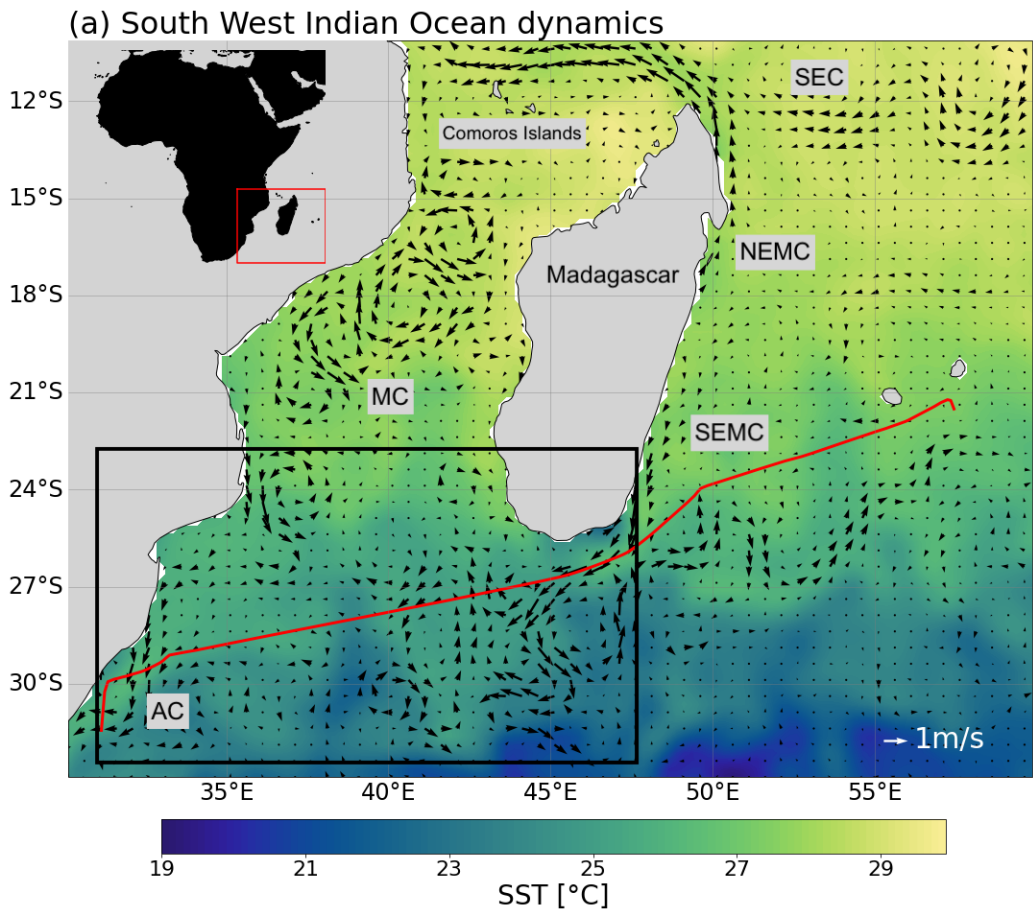 (a) South West Indian Ocean dynamics
SEC
12°S
Comoros Islands
15°S
NEMC
Madagascar
18°S
21°S
MC
SEMC
24°S
27°S
30°S
AC
1m/s
35°E 40°E 45°E 50°E 55°E
19 21 23 25 27 29
SST [°C]